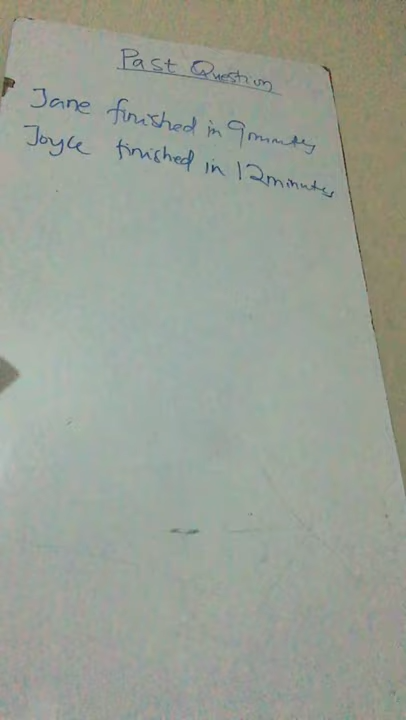 Past Question
Jane finished in 9minutes
Joyce finished in 12minutes